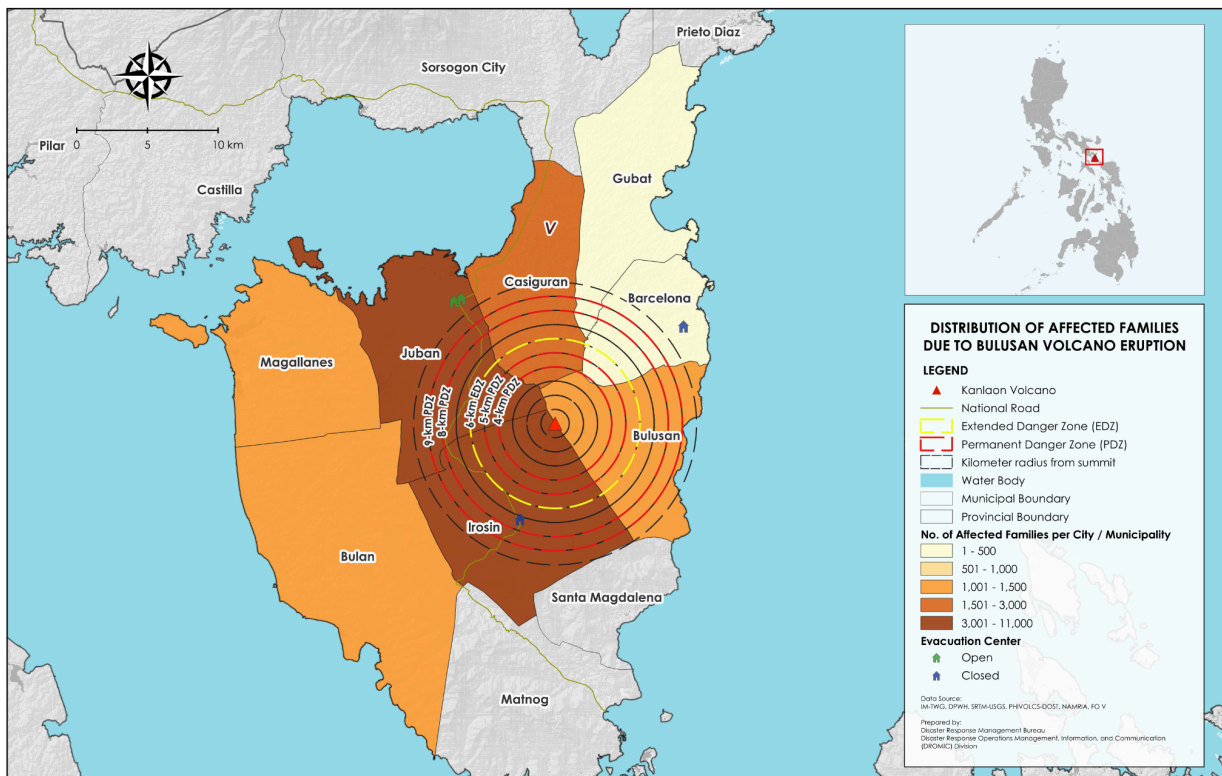 Prieto Diaz
Sorsogon City
0 5 10 km
Pilar
Castilla
Gubat
V
Casiguran
Barcelona
Magallanes
Juban
9-km PDZ
8-km PDZ
6-km EDZ
5-km PDZ
4-km PDZ
Bulusan
Irosin
Bulan
Santa Magdalena
Matnog
DISTRIBUTION OF AFFECTED FAMILIES
DUE TO BULUSAN VOLCANO ERUPTION
LEGEND
Kanlaon Volcano
National Road
Extended Danger Zone (EDZ)
Permanent Danger Zone (PDZ)
Kilometer radius from summit
Water Body
Municipal Boundary
Provincial Boundary
No. of Affected Families per City / Municipality
1 - 500
501 - 1,000
1,001 - 1,500
1,501 - 3,000
3,001 - 11,000
Evacuation Center
Open
Closed
Data Source:
IM-TWG, DPWH, SRTM-USGS, PHIVOLCS-DOST, NAMRIA, FO V
Prepared by:
Disaster Response Management Bureau
Disaster Response Operations Management, Information, and Communication
(DROMIC) Division